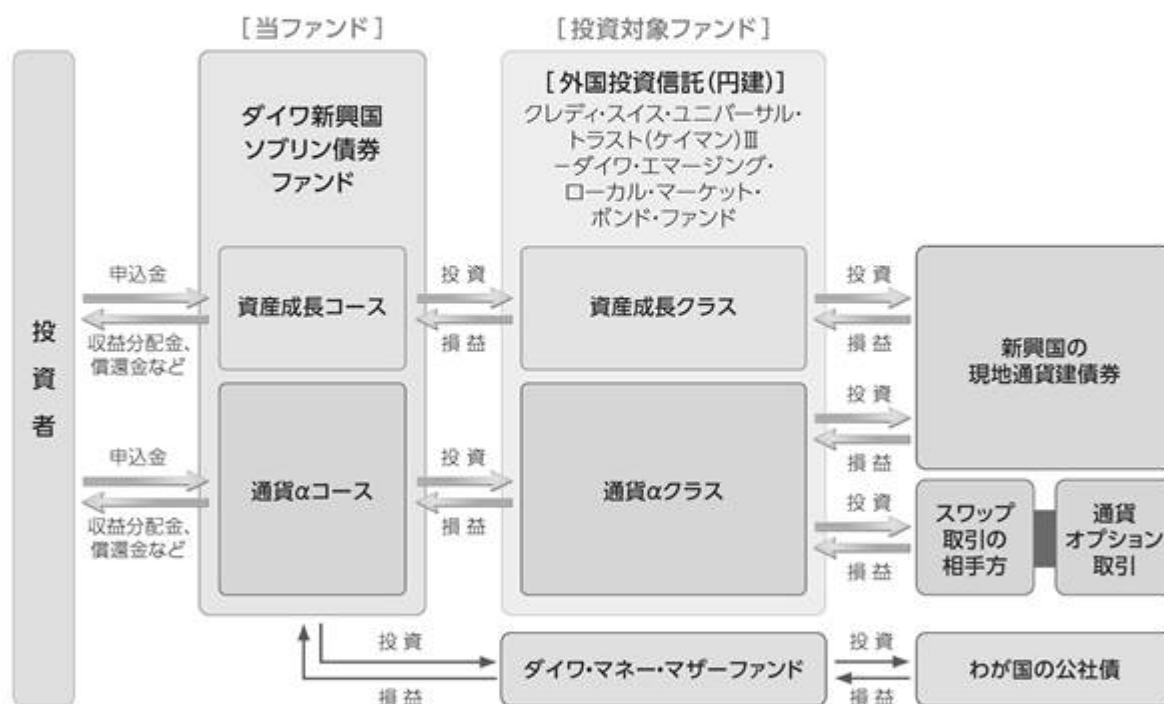 [当ファンド]
[投資対象ファンド]
投資者
ダイワ新興国
ソブリン債券
ファンド
[外国投資信託(円建)]
クレディ・スイス・ユニバーサル・
トラスト(ケイマン)Ⅲ
−ダイワ・エマージング・
ローカル・マーケット・
ボンド・ファンド
申込金
収益分配金、
償還金など
資産成長コース
投資
損益
資産成長クラス
投資
損益
新興国の
現地通貨建債券
投資
損益
申込金
収益分配金、
償還金など
通貨αコース
投資
損益
通貨αクラス
投資
損益
スワップ
取引の
相手方
通貨
オプション
取引
投資
損益
ダイワ・マネー・マザーファンド
投資
損益
わが国の公社債